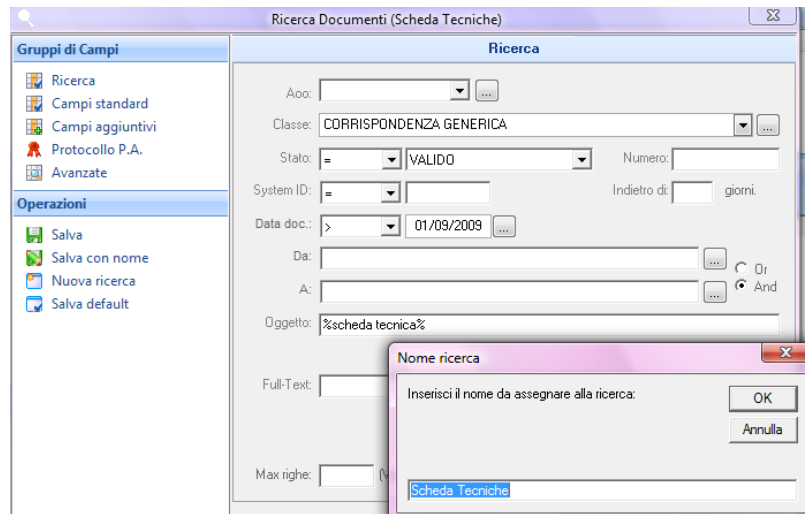 Ricerca Documenti (Scheda Tecniche)
Gruppi di Campi
Ricerca
Campi standard
Campi aggiuntivi
Protocollo P.A.
Avanzate
Operazioni
Salva
Salva con nome
Nuova ricerca
Salva default
Ricerca
Aoo:
...
Classe: CORRISPONDENZA GENERICA
...
Stato: = VALIDO Numero:
System ID: = Indietro di: giorni.
Data doc.: > 01/09/2009 ...
Da: ...
Or
A: ...
And
Oggetto: %scheda tecnica%
Full-Text:
Max righe:
Nome ricerca
Inserisci il nome da assegnare alla ricerca:
OK
Annulla
Scheda Tecniche